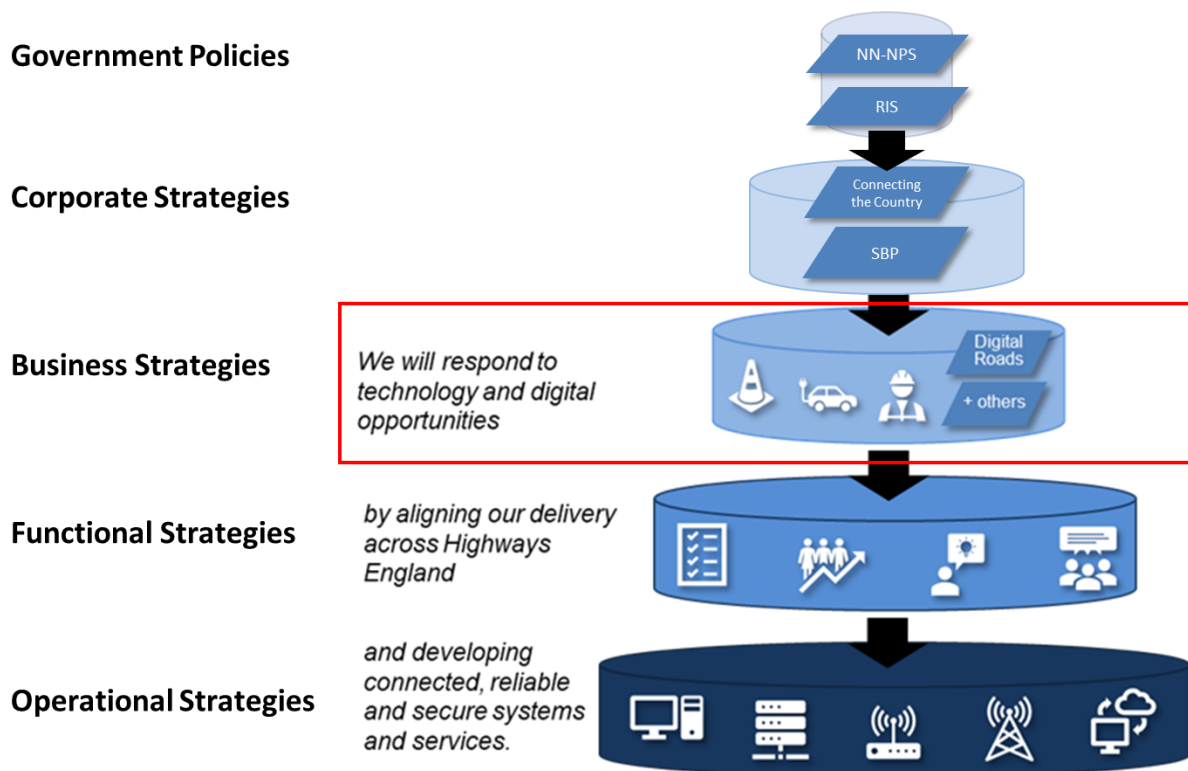 Government Policies
NN-NPS
RIS
Corporate Strategies
Connecting
the Country
SBP
Business Strategies
We will respond to
technology and digital
opportunities
Digital
Roads
+ others
Functional Strategies
by aligning our delivery
across Highways
England
Operational Strategies
and developing
connected, reliable
and secure systems
and services.